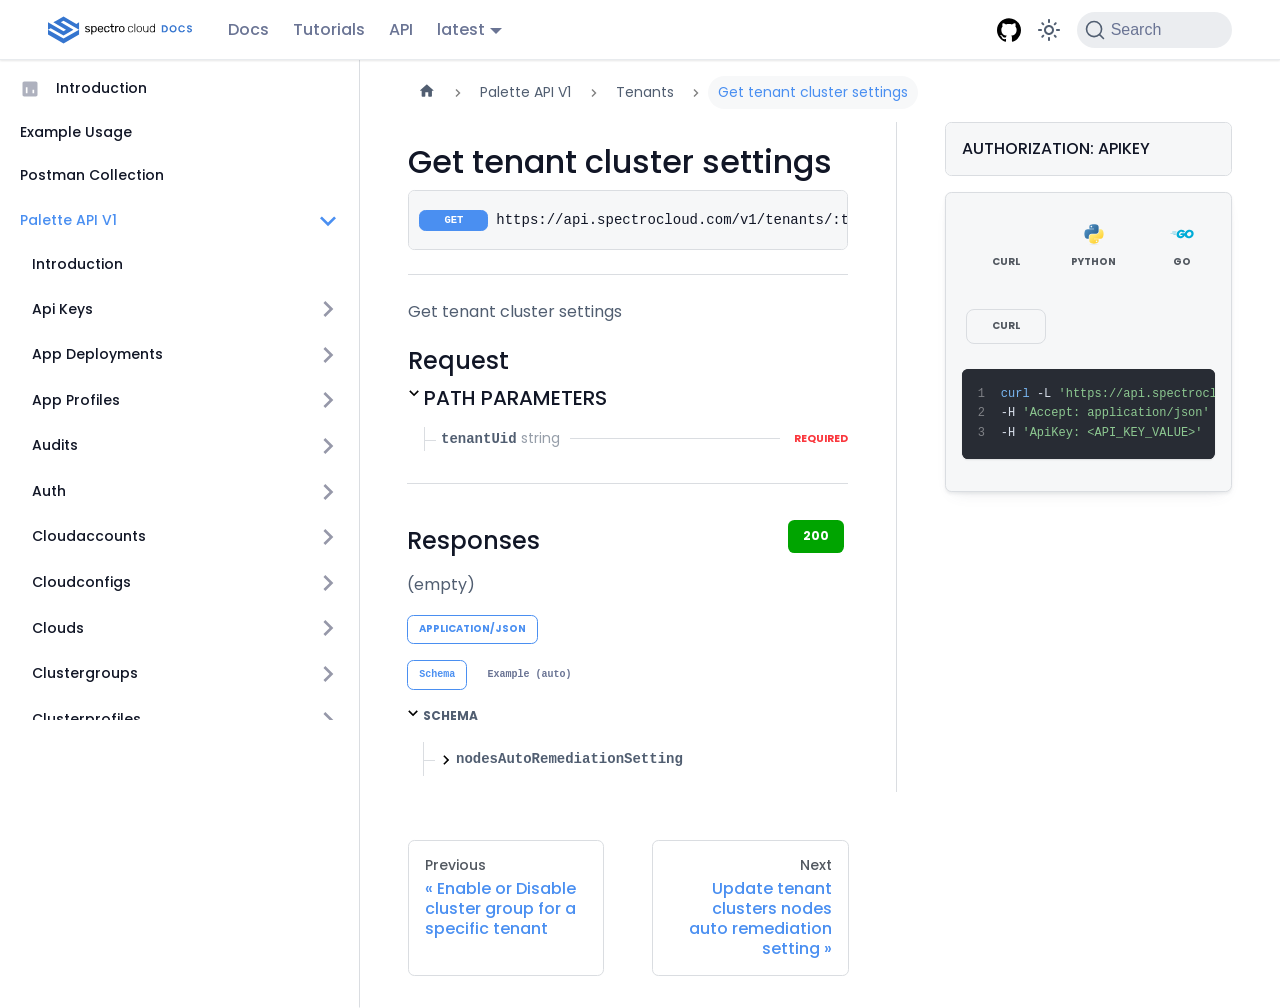 spectro cloud DOCS
Docs
Tutorials
API
latest
Search
Introduction
Example Usage
Postman Collection
Palette API V1
Introduction
Api Keys
App Deployments
App Profiles
Audits
Auth
Cloudaccounts
Cloudconfigs
Clouds
Clustergroups
Clusterprofiles
Palette API V1
Tenants
Get tenant cluster settings
Get tenant cluster settings
GET https://api.spectrocloud.com/v1/tenants/:t
Get tenant cluster settings
Request
PATH PARAMETERS
tenantUid string REQUIRED
Responses
200
(empty)
APPLICATION/JSON
Schema Example (auto)
SCHEMA
nodesAutoRemediationSetting
Previous
« Enable or Disable
cluster group for a
specific tenant
Next
Update tenant
clusters nodes
auto remediation
setting »
AUTHORIZATION: APIKEY
CURL PYTHON GO
CURL
1 curl -L 'https://api.spectrocl
2 -H 'Accept: application/json'
3 -H 'ApiKey: <API_KEY_VALUE>'